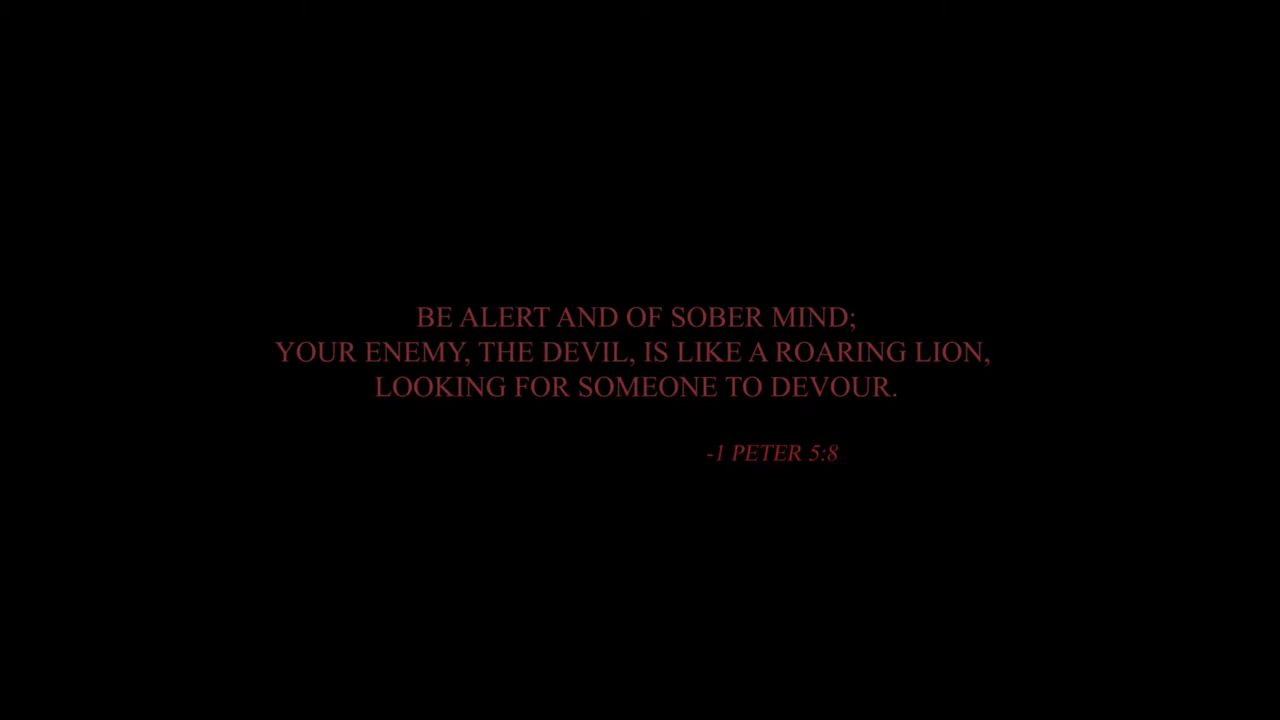 BE ALERT AND OF SOBER MIND;
YOUR ENEMY, THE DEVIL, IS LIKE A ROARING LION,
LOOKING FOR SOMEONE TO DEVOUR.
-1 PETER 5:8